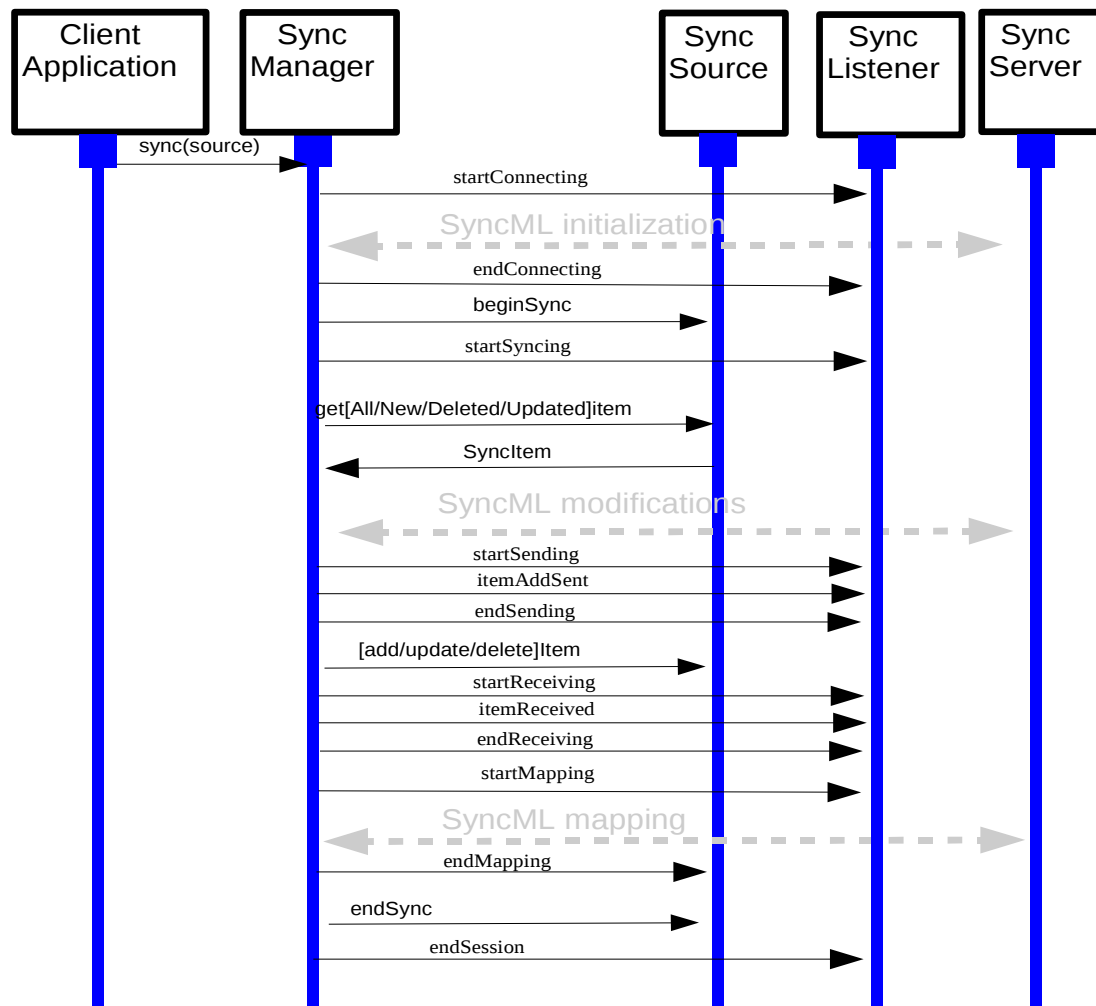 Client
Application
Sync
Manager
Sync
Source
Sync
Listener
Sync
Server
sync(source)
startConnecting
SyncML initialization
endConnecting
beginSync
startSyncing
get[All/New/Deleted/Updated]item
SyncItem
SyncML modifications
startSending
itemAddSent
endSending
[add/update/delete]Item
startReceiving
itemReceived
endReceiving
startMapping
SyncML mapping
endMapping
endSync
endSession